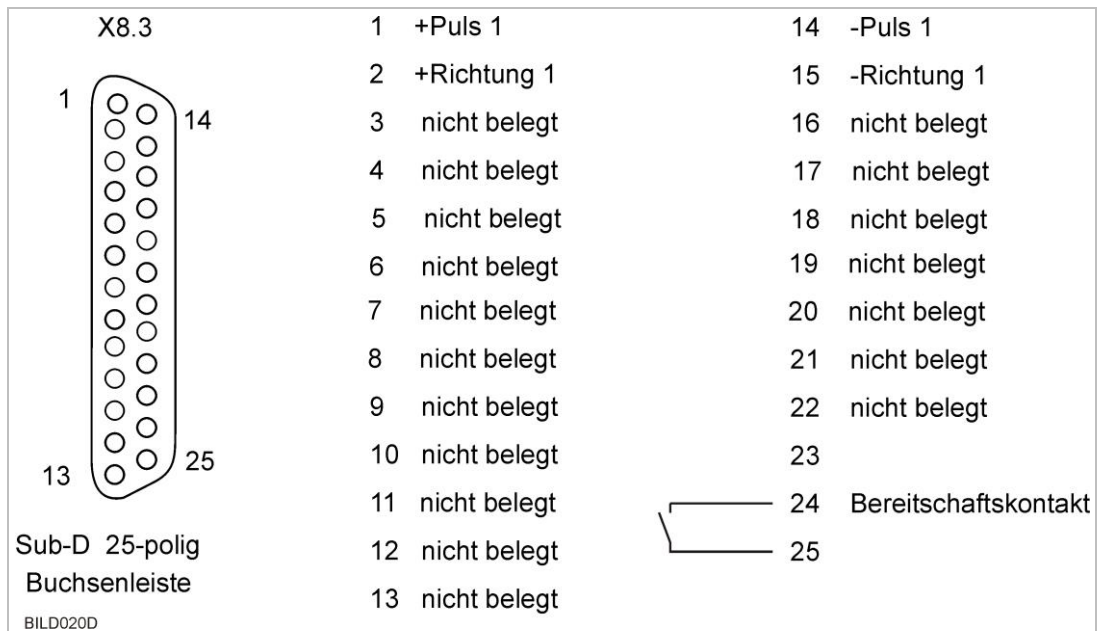 X8.3
1
14
13
25
Sub-D 25-polig
Buchsenleiste
BILD020D
1 +Puls 1
2 +Richtung 1
3 nicht belegt
4 nicht belegt
5 nicht belegt
6 nicht belegt
7 nicht belegt
8 nicht belegt
9 nicht belegt
10 nicht belegt
11 nicht belegt
12 nicht belegt
13 nicht belegt
14 -Puls 1
15 -Richtung 1
16 nicht belegt
17 nicht belegt
18 nicht belegt
19 nicht belegt
20 nicht belegt
21 nicht belegt
22 nicht belegt
23
24 Bereitschaftskontakt
25